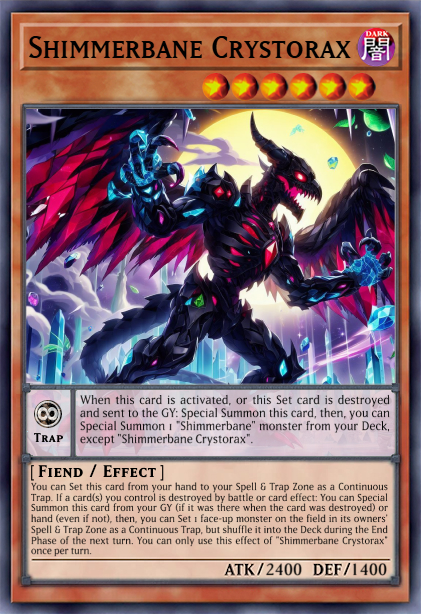 Shimmerbane Crystorax
DARK
闇
When this card is activated, or this Set card is destroyed
and sent to the GY: Special Summon this card, then, you can
Special Summon 1 "Shimmerbane" monster from your Deck,
except "Shimmerbane Crystorax".
Trap
[ Fiend / Effect ]
You can Set this card from your hand to your Spell & Trap Zone as a Continuous
Trap. If a card(s) you control is destroyed by battle or card effect: You can Special
Summon this card from your GY (if it was there when the card was destroyed) or
hand (even if not), then, you can Set 1 face-up monster on the field in its owners'
Spell & Trap Zone as a Continuous Trap, but shuffle it into the Deck during the End
Phase of the next turn. You can only use this effect of "Shimmerbane Crystorax"
once per turn.
ATK/2400 DEF/1400